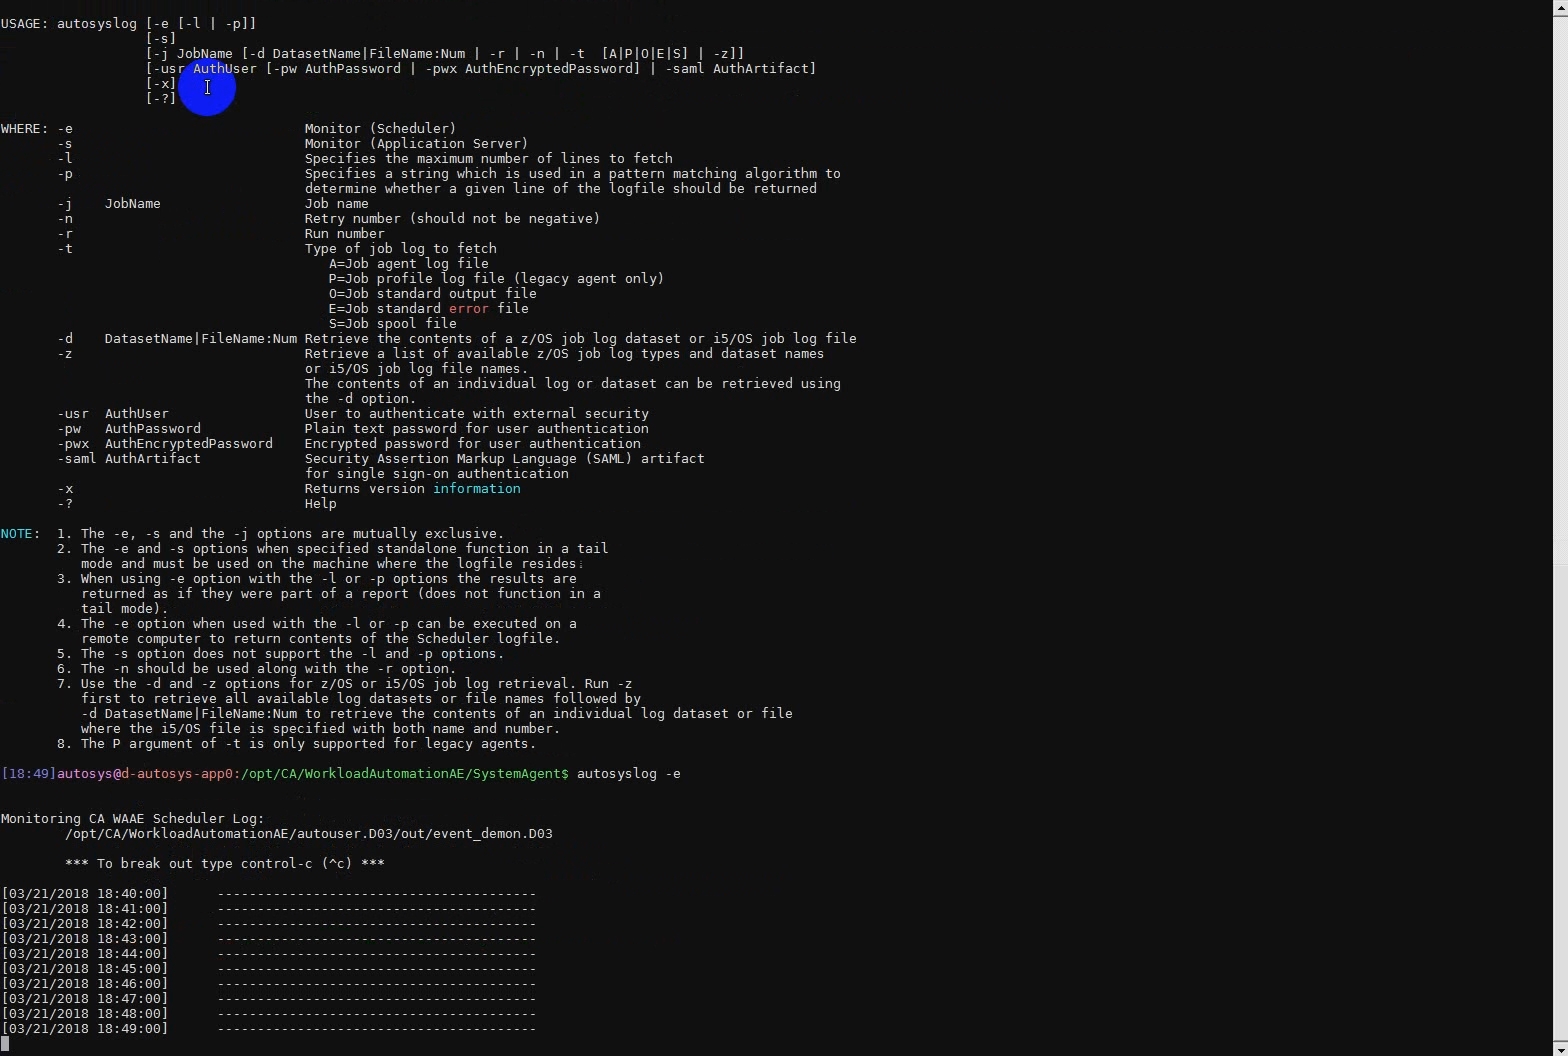 USAGE: autosyslog [-e [-l | -p]]
[-s]
[-j JobName [-d DatasetName|FileName:Num | -r | -n | -t [A|P|O|E|S] | -z]]
[-usr AuthUser [-pw AuthPassword | -pwx AuthEncryptedPassword] | -saml AuthArtifact]
[-x]
[-?]
WHERE: -e Monitor (Scheduler)
-s Monitor (Application Server)
-l Specifies the maximum number of lines to fetch
-p Specifies a string which is used in a pattern matching algorithm to
determine whether a given line of the logfile should be returned
-j JobName Job name
-n Retry number (should not be negative)
-r Run number
-t Type of job log to fetch
A=Job agent log file
P=Job profile log file (legacy agent only)
O=Job standard output file
E=Job standard error file
S=Job spool file
-d DatasetName|FileName:Num Retrieve the contents of a z/OS job log dataset or i5/OS job log file
-z Retrieve a list of available z/OS job log types and dataset names
or i5/OS job log file names.
The contents of an individual log or dataset can be retrieved using
the -d option.
-usr AuthUser User to authenticate with external security
-pw AuthPassword Plain text password for user authentication
-pwx AuthEncryptedPassword Encrypted password for user authentication
-saml AuthArtifact Security Assertion Markup Language (SAML) artifact
for single sign-on authentication
-x Returns version information
-? Help
NOTE: 1. The -e, -s and the -j options are mutually exclusive.
2. The -e and -s options when specified standalone function in a tail
mode and must be used on the machine where the logfile resides.
3. When using -e option with the -l or -p options the results are
returned as if they were part of a report (does not function in a
tail mode).
4. The -e option when used with the -l or -p can be executed on a
remote computer to return contents of the Scheduler logfile.
5. The -s option does not support the -l and -p options.
6. The -n should be used along with the -r option.
7. Use the -d and -z options for z/OS or i5/OS job log retrieval. Run -z
first to retrieve all available log datasets or file names followed by
-d DatasetName|FileName:Num to retrieve the contents of an individual log dataset or file
where the i5/OS file is specified with both name and number.
8. The P argument of -t is only supported for legacy agents.
[18:49]autosys@d-autosys-app0:/opt/CA/WorkloadAutomationAE/SystemAgent$ autosyslog -e
Monitoring CA WAAE Scheduler Log:
/opt/CA/WorkloadAutomationAE/autouser.D03/out/event_demon.D03
*** To break out type control-c (^c) ***
[03/21/2018 18:40:00] ----------------------------------------
[03/21/2018 18:41:00] ----------------------------------------
[03/21/2018 18:42:00] ----------------------------------------
[03/21/2018 18:43:00] ----------------------------------------
[03/21/2018 18:44:00] ----------------------------------------
[03/21/2018 18:45:00] ----------------------------------------
[03/21/2018 18:46:00] ----------------------------------------
[03/21/2018 18:47:00] ----------------------------------------
[03/21/2018 18:48:00] ----------------------------------------
[03/21/2018 18:49:00] ----------------------------------------